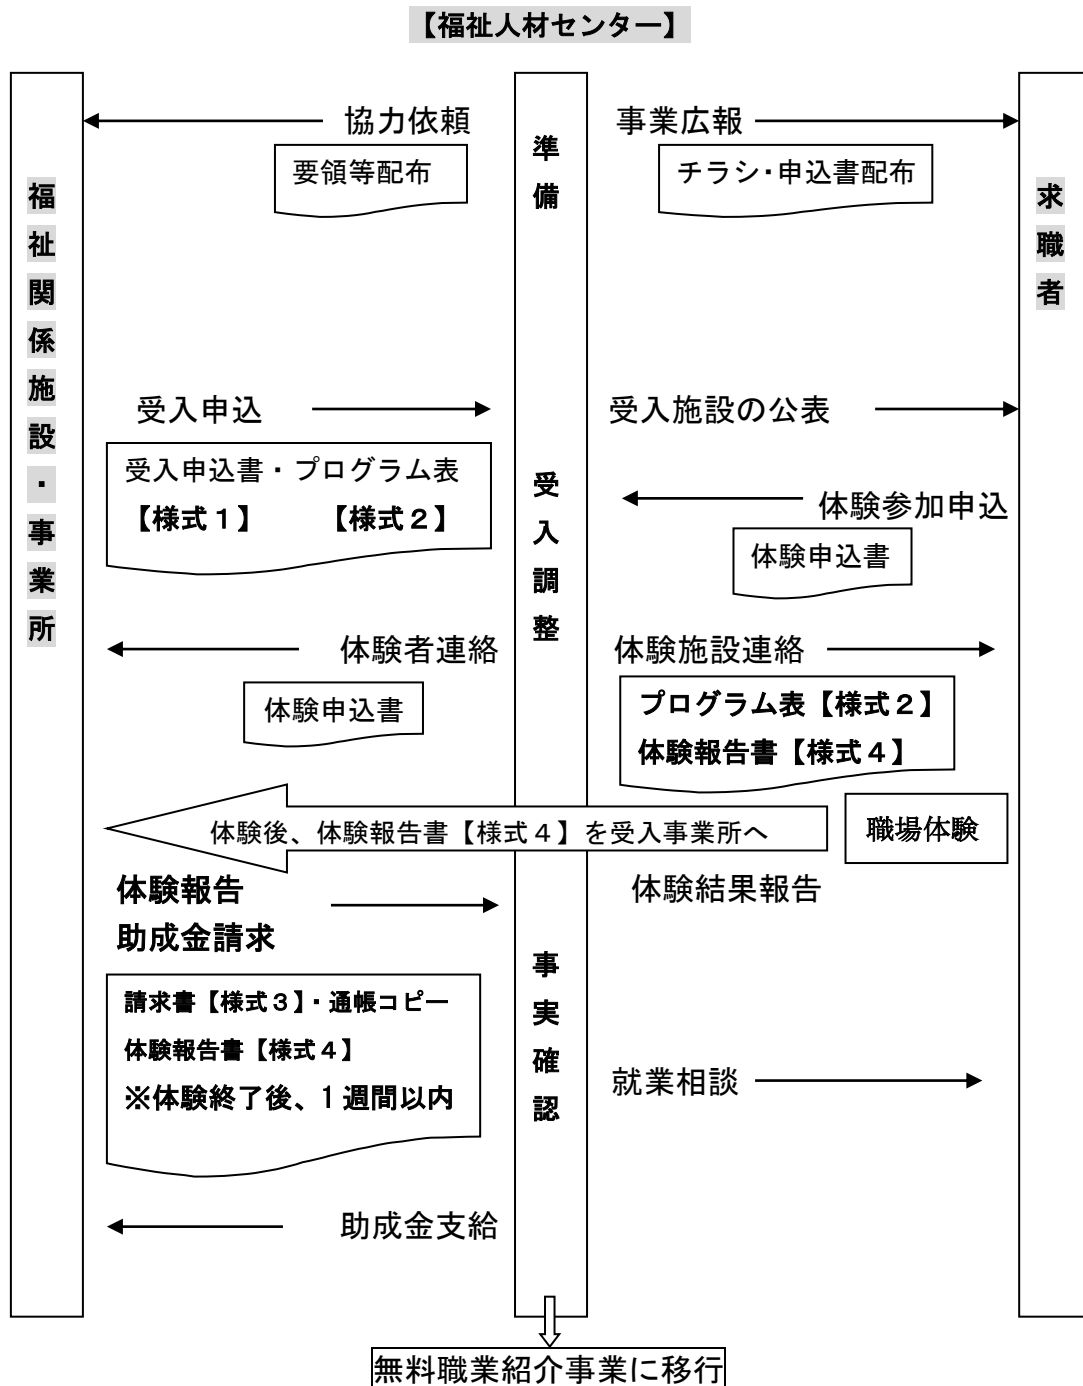 【福祉人材センター】
協力依頼
事業広報
要領等配布
チラシ・申込書配布
準備
福祉関係施設・事業所
求職者
受入申込
受入施設の公表
受入申込書・プログラム表
【様式１】　【様式２】
受入調整
体験参加申込
体験申込書
体験者連絡
体験施設連絡
体験申込書
プログラム表【様式２】
体験報告書【様式４】
体験後、体験報告書【様式４】を受入事業所へ
職場体験
体験報告
助成金請求
体験結果報告
請求書【様式３】・通帳コピー
体験報告書【様式４】
※体験終了後、１週間以内
事実確認
就業相談
助成金支給
無料職業紹介事業に移行